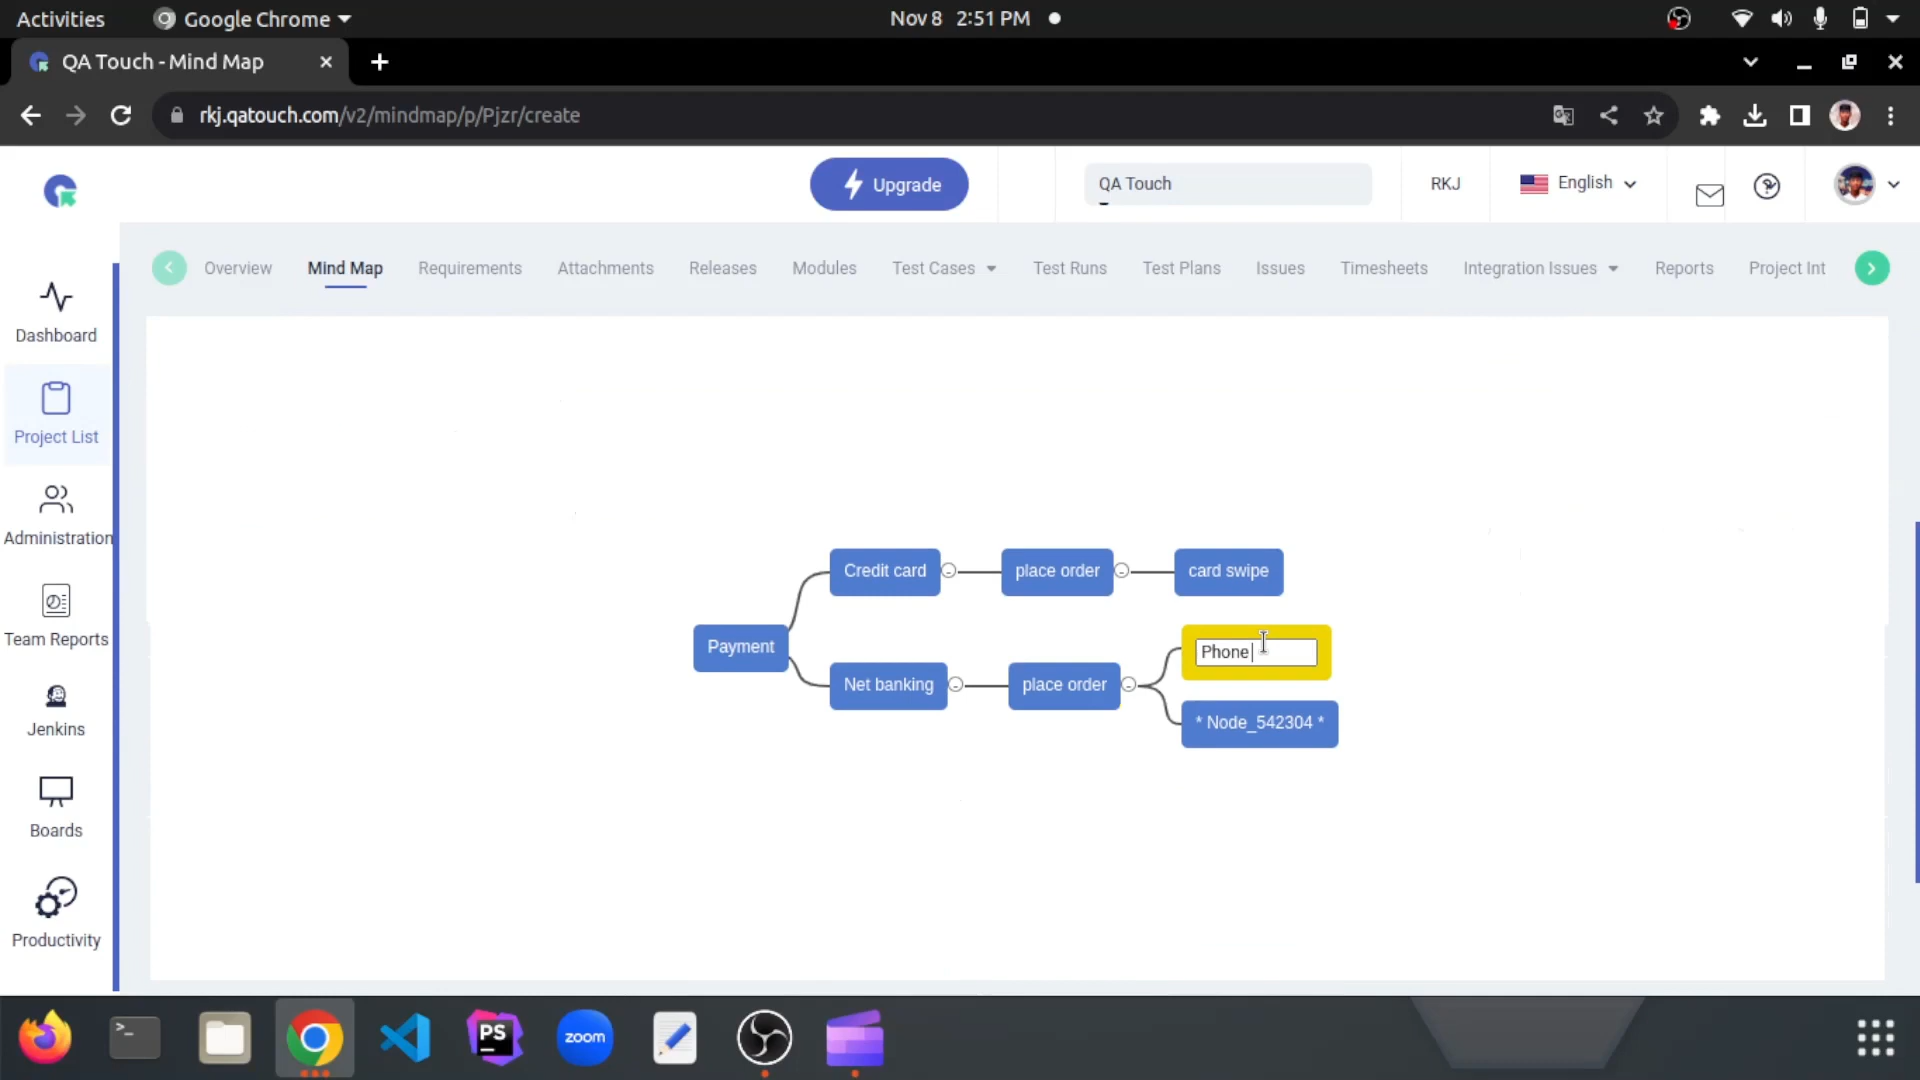 Activities Google Chrome Nov 8 2:51 PM
QA Touch - Mind Map
rkj.qatouch.com/v2/mindmap/p/Pjzr/create
Upgrade QA Touch RKJ English
Overview Mind Map Requirements Attachments Releases Modules Test Cases Test Runs Test Plans Issues Timesheets Integration Issues Reports Project Int
Dashboard
Project List
Administration
Team Reports
Jenkins
Boards
Productivity
Credit card place order card swipe
Payment Phone
Net banking place order
* Node_542304 *
>_ PS zoom